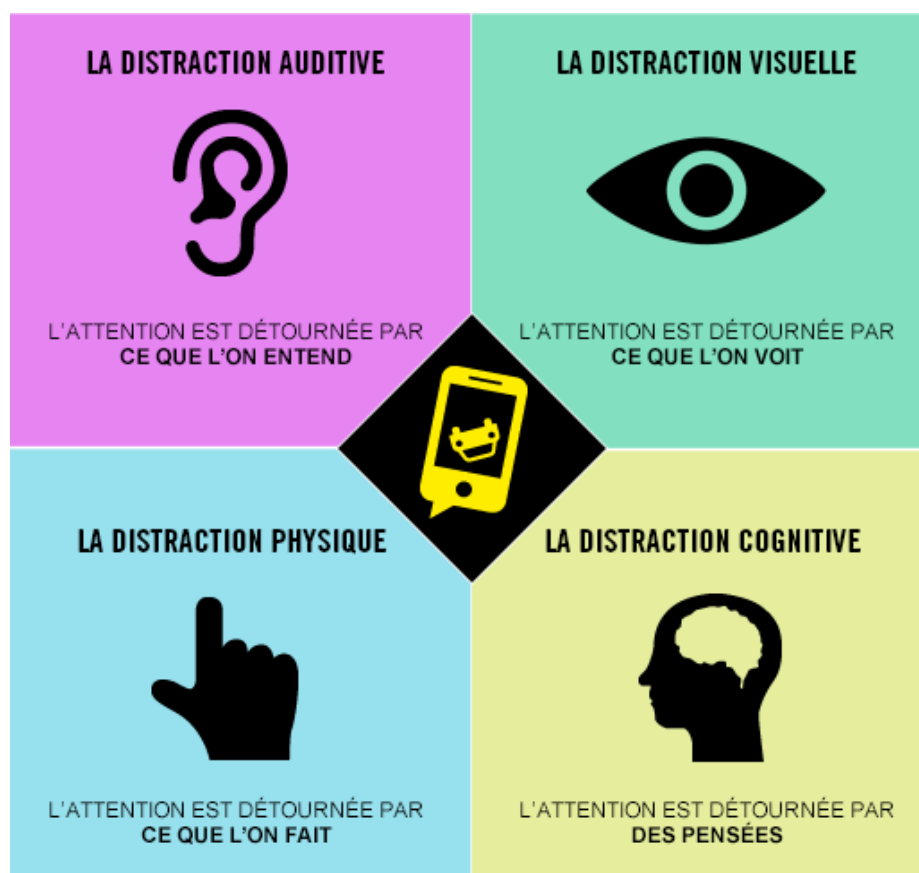 LA DISTRACTION AUDITIVE
L'ATTENTION EST DÉTOURNÉE PAR
CE QUE L'ON ENTEND
LA DISTRACTION VISUELLE
L'ATTENTION EST DÉTOURNÉE PAR
CE QUE L'ON VOIT
LA DISTRACTION PHYSIQUE
L'ATTENTION EST DÉTOURNÉE PAR
CE QUE L'ON FAIT
LA DISTRACTION COGNITIVE
L'ATTENTION EST DÉTOURNÉE PAR
DES PENSÉES